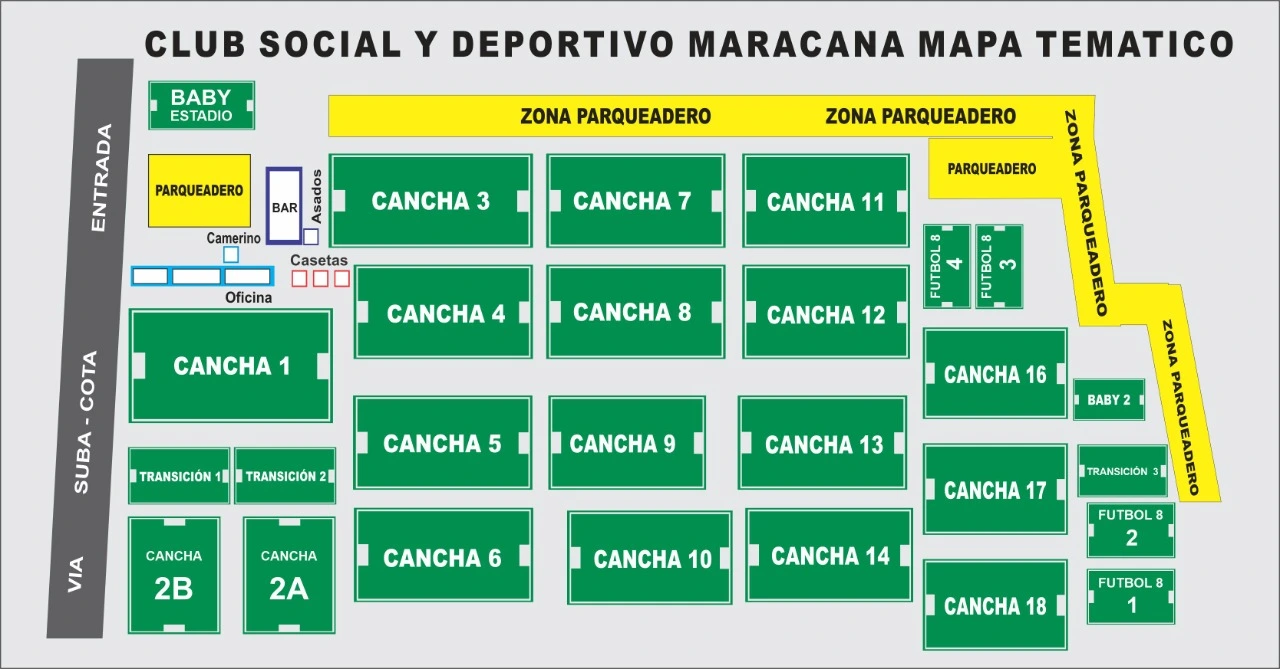 CLUB SOCIAL Y DEPORTIVO MARACANA MAPA TEMATICO
VIA SUBA - COTA ENTRADA
BABY
ESTADIO
ZONA PARQUEADERO
ZONA PARQUEADERO
ZONA PARQUEADERO
PARQUEADERO
PARQUEADERO
BAR
Asados
Camerino
Casetas
Oficina
CANCHA 3
CANCHA 7
CANCHA 11
FUTBOL 8
4
FUTBOL 8
3
CANCHA 4
CANCHA 8
CANCHA 12
CANCHA 1
CANCHA 16
BABY 2
ZONA PARQUEADERO
CANCHA 5
CANCHA 9
CANCHA 13
TRANSICIÓN 1
TRANSICIÓN 2
CANCHA 17
TRANSICIÓN 3
FUTBOL 8
2
CANCHA
2B
CANCHA
2A
CANCHA 6
CANCHA 10
CANCHA 14
CANCHA 18
FUTBOL 8
1